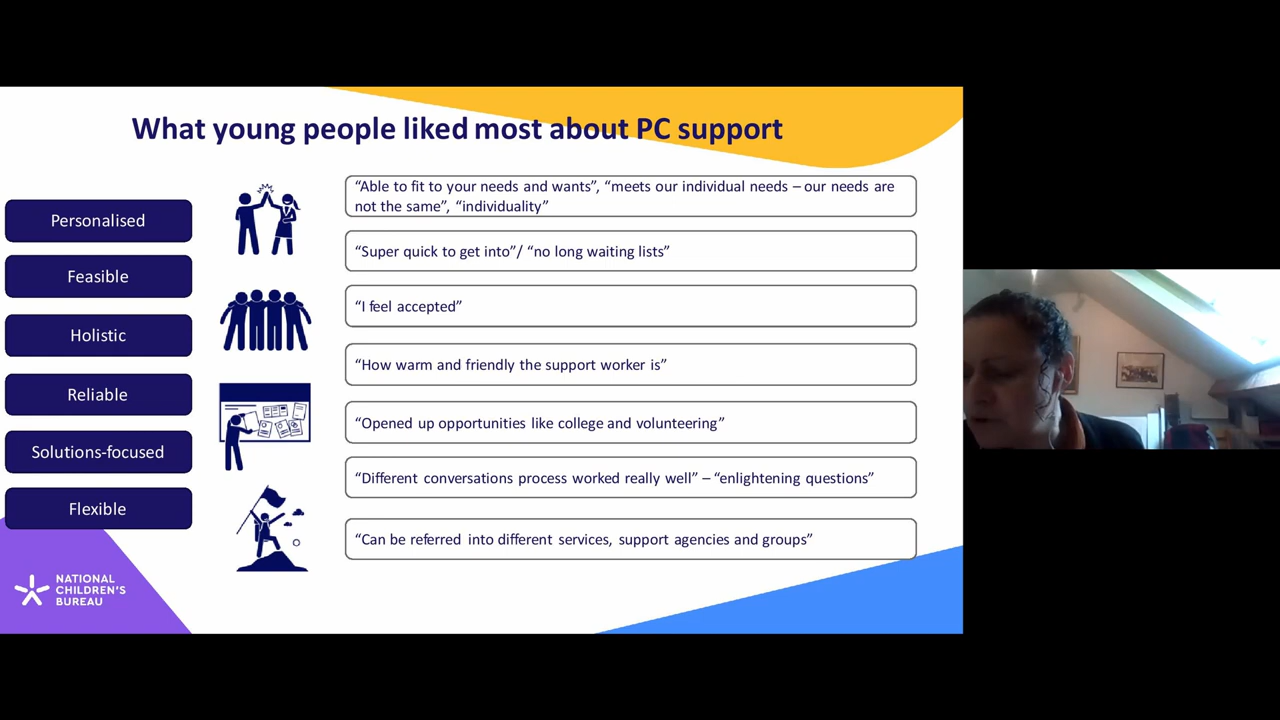 What young people liked most about PC support
Personalised
Feasible
Holistic
Reliable
Solutions-focused
Flexible
“Able to fit to your needs and wants”, “meets our individual needs – our needs are
not the same”, “individuality”
“Super quick to get into”/ “no long waiting lists”
“I feel accepted”
“How warm and friendly the support worker is”
“Opened up opportunities like college and volunteering”
“Different conversations process worked really well” – “enlightening questions”
“Can be referred into different services, support agencies and groups”
NATIONAL
CHILDREN'S
BUREAU